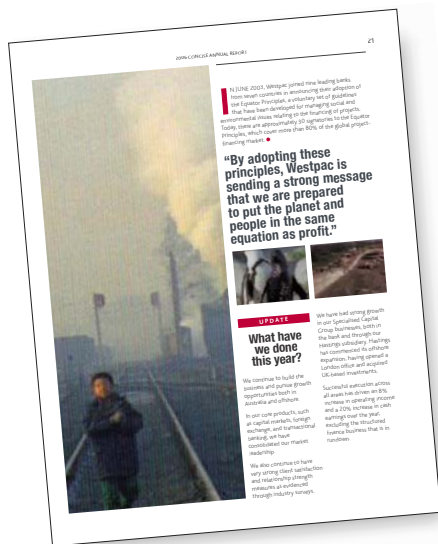 2005 CONCISE ANNUAL REPORT
21
IN JUNE 2003, Westpac joined nine leading banks
from seven countries in announcing their adoption of
the Equator Principles, a voluntary set of guidelines
that have been developed for managing social and
environmental issues relating to the financing of projects.
Today, there are approximately 30 signatories to the Equator
Principles, which cover more than 80% of the global project
financing market.
“By adopting these
principles, Westpac is
sending a strong message
that we are prepared
to put the planet and
people in the same
equation as profit.”
UPDATE
What have
we done
this year?
We continue to build the
business and pursue growth
opportunities both in
Australia and offshore.
In our core products, such
as capital markets, foreign
exchange, and transactional
banking, we have
consolidated our market
leadership.
We also continue to have
very strong client satisfaction
and relationship strength
measures as evidenced
through industry surveys.
We have had strong growth
in our Specialised Capital
Group businesses, both in
the bank and through our
Hastings subsidiary. Hastings
has commenced its offshore
expansion, having opened a
London office and acquired
UK-based investments.
Successful execution across
all areas has driven an 8%
increase in operating income
and a 20% increase in cash
earnings over the year,
excluding the structured
finance business that is in
rundown.